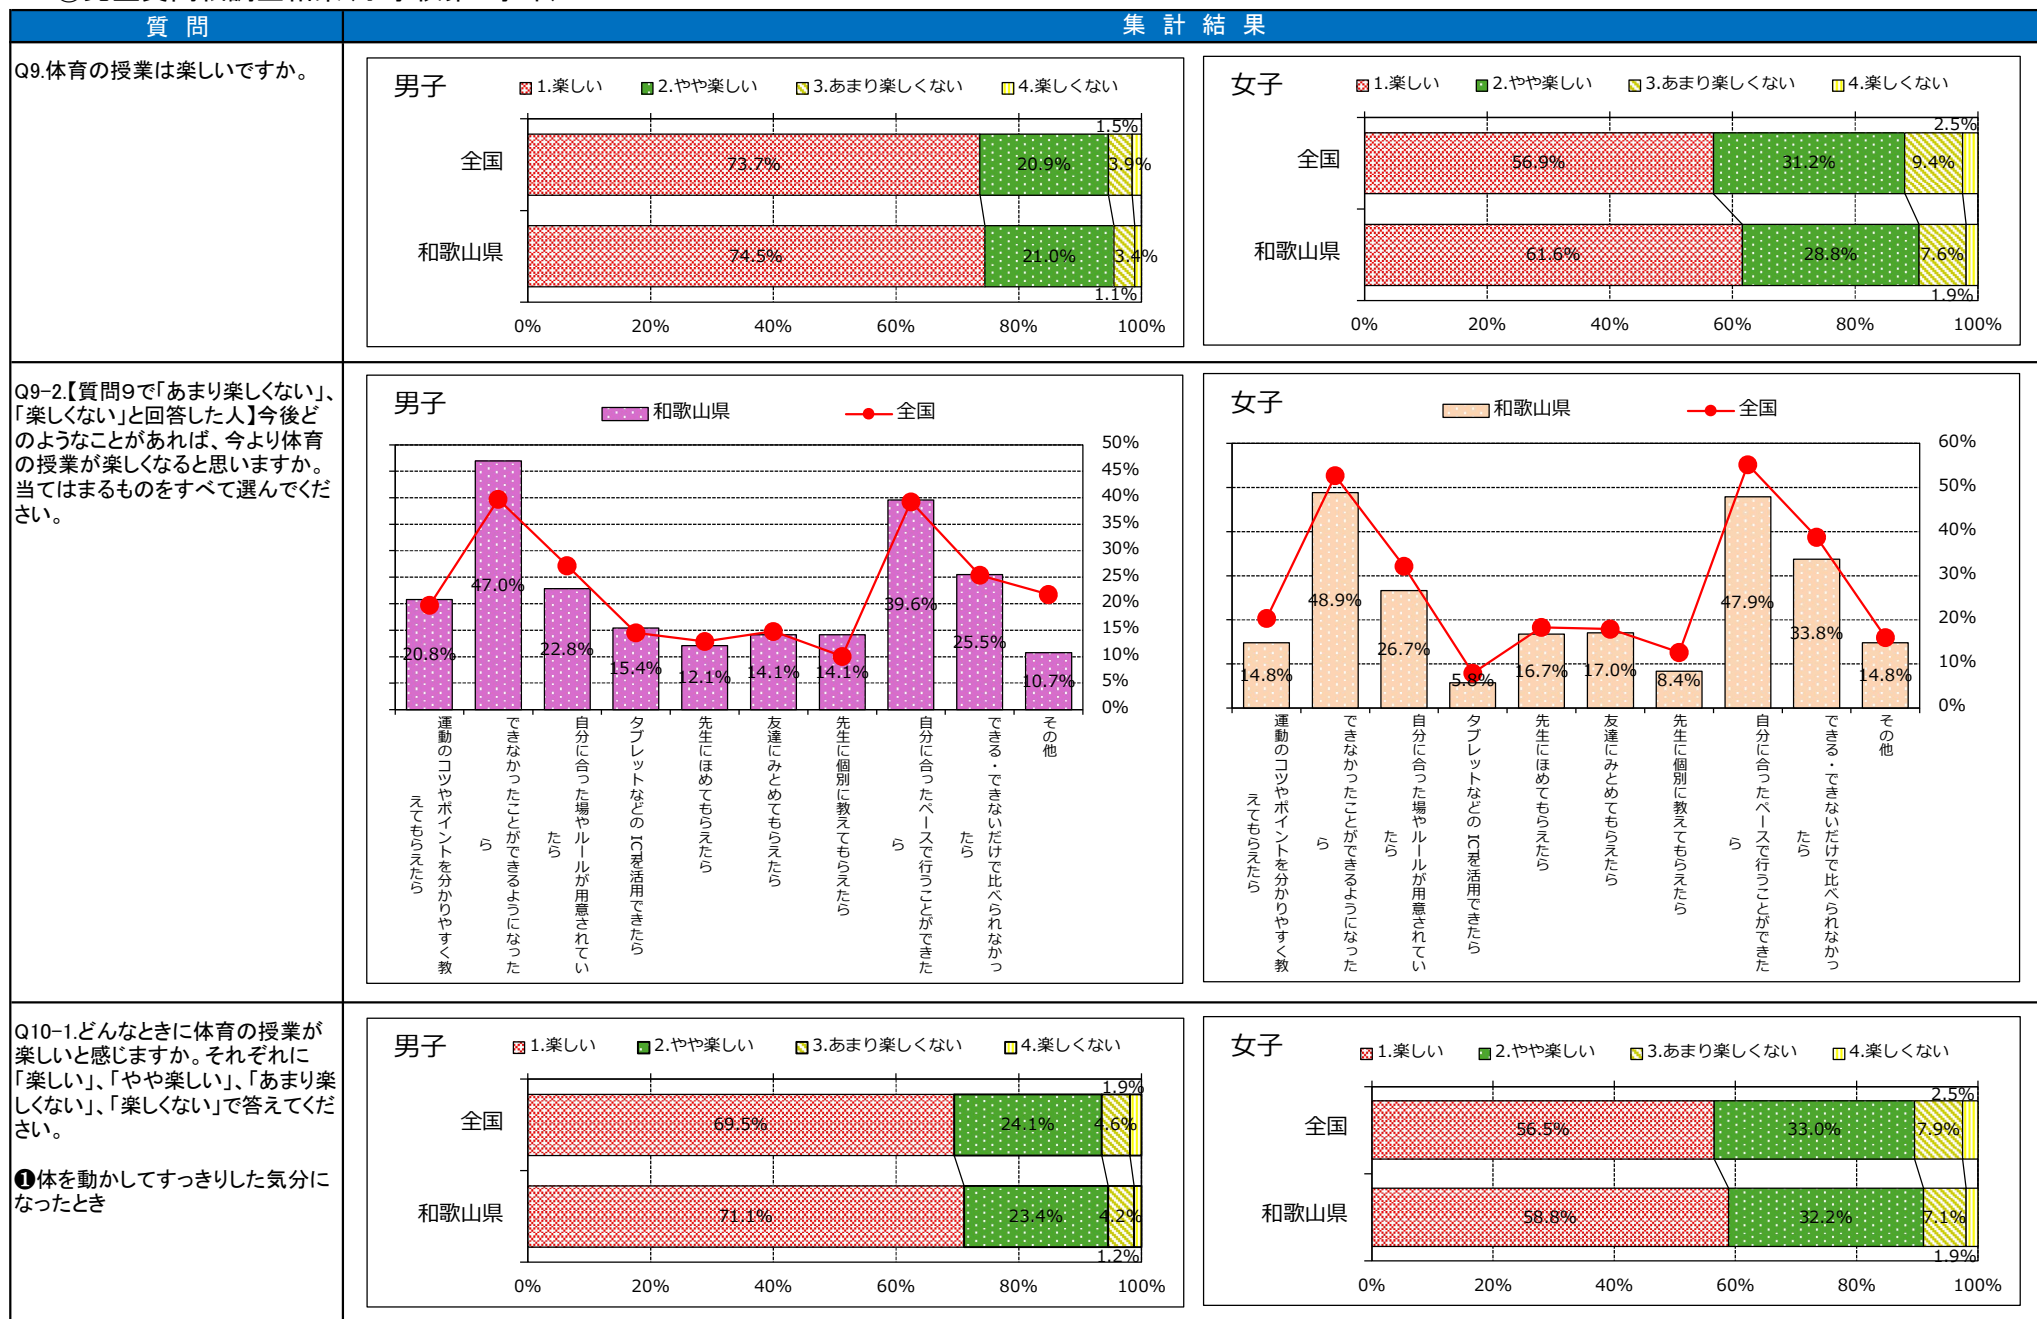 質 問
集 計 結 果
Q9.体育の授業は楽しいですか。
男子
1.楽しい 2.やや楽しい 3.あまり楽しくない 4.楽しくない
1.5%
全国 73.7% 20.9% 3.9%
和歌山県 74.5% 21.0% 3.4%
1.1%
0% 20% 40% 60% 80% 100%
女子
1.楽しい 2.やや楽しい 3.あまり楽しくない 4.楽しくない
2.5%
全国 56.9% 31.2% 9.4%
和歌山県 61.6% 28.8% 7.6%
1.9%
0% 20% 40% 60% 80% 100%
Q9-2.【質問9で「あまり楽しくない」、
「楽しくない」と回答した人】今後ど
のようなことがあれば、今より体育
の授業が楽しくなると思いますか。
当てはまるものをすべて選んでくだ
さい。
男子
和歌山県 全国
50%
45%
40%
35%
30%
25%
20%
15%
10%
5%
0%
20.8% 47.0% 22.8% 15.4% 12.1% 14.1% 14.1% 39.6% 25.5% 10.7%
運動のコツやポイントを分かりやすく教
えてもらえたら
できなかったことができるようになった
ら
自分に合った場やルールが用意されてい
たら
タブレットなどのICTを活用できたら
先生にほめてもらえたら
友達にみとめてもらえたら
先生に個別に教えてもらえたら
自分に合ったペースで行うことができた
ら
できる・できないだけで比べられなかっ
たら
その他
女子
和歌山県 全国
60%
50%
40%
30%
20%
10%
0%
14.8% 48.9% 26.7% 5.8% 16.7% 17.0% 8.4% 47.9% 33.8% 14.8%
運動のコツやポイントを分かりやすく教
えてもらえたら
できなかったことができるようになった
ら
自分に合った場やルールが用意されてい
たら
タブレットなどのICTを活用できたら
先生にほめてもらえたら
友達にみとめてもらえたら
先生に個別に教えてもらえたら
自分に合ったペースで行うことができた
ら
できる・できないだけで比べられなかっ
たら
その他
Q10-1.どんなときに体育の授業が
楽しいと感じますか。それぞれに
「楽しい」、「やや楽しい」、「あまり楽
しくない」、「楽しくない」で答えてくだ
さい。
❶体を動かしてすっきりした気分に
なったとき
男子
1.楽しい 2.やや楽しい 3.あまり楽しくない 4.楽しくない
1.9%
全国 69.5% 24.1% 4.6%
和歌山県 71.1% 23.4% 4.2%
1.2%
0% 20% 40% 60% 80% 100%
女子
1.楽しい 2.やや楽しい 3.あまり楽しくない 4.楽しくない
2.5%
全国 56.5% 33.0% 7.9%
和歌山県 58.8% 32.2% 7.1%
1.9%
0% 20% 40% 60% 80% 100%